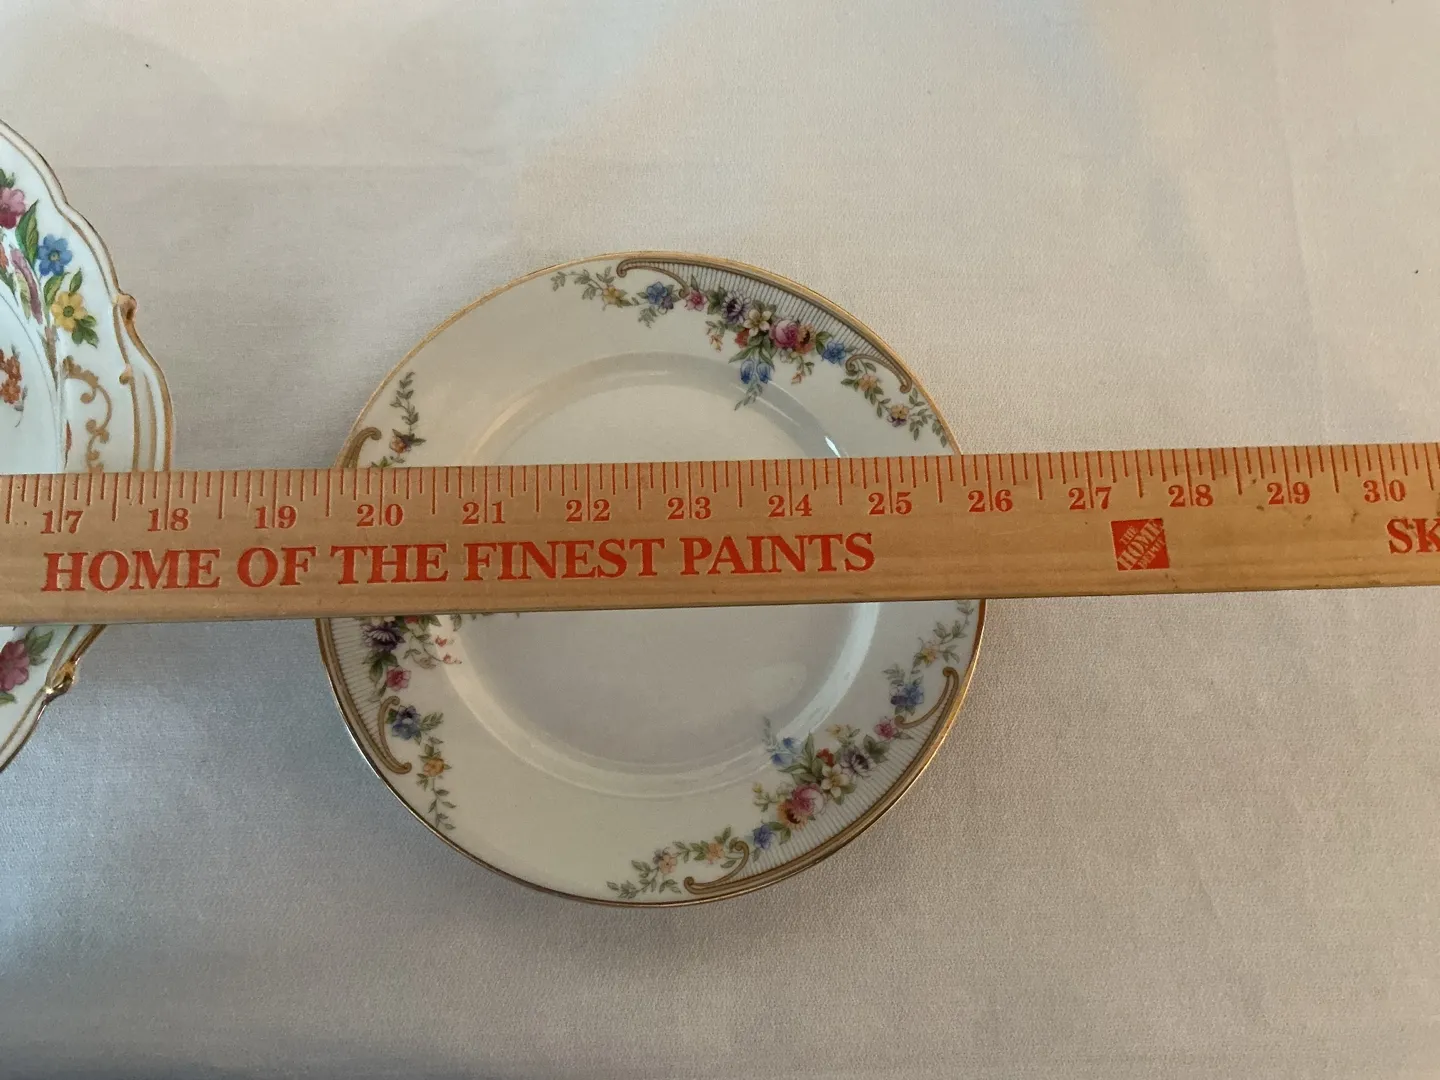 17 18 19 20 21 22 23 24 25 26 27 28 29 30
HOME OF THE FINEST PAINTS THE HOME DEPOT SK